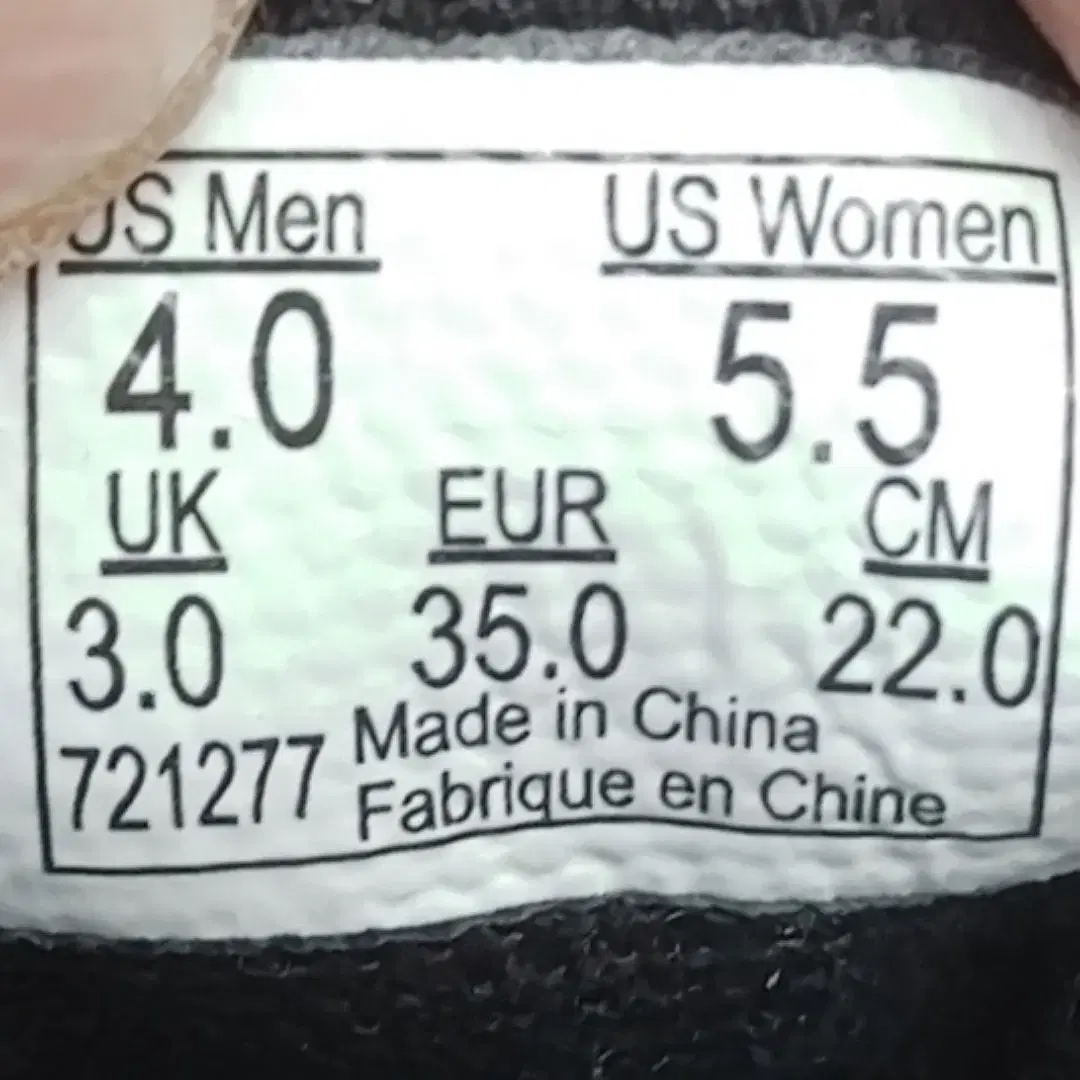 US Men US Women
4.0 5.5
UK EUR CM
3.0 35.0 22.0
721277 Made in China
Fabrique en Chine